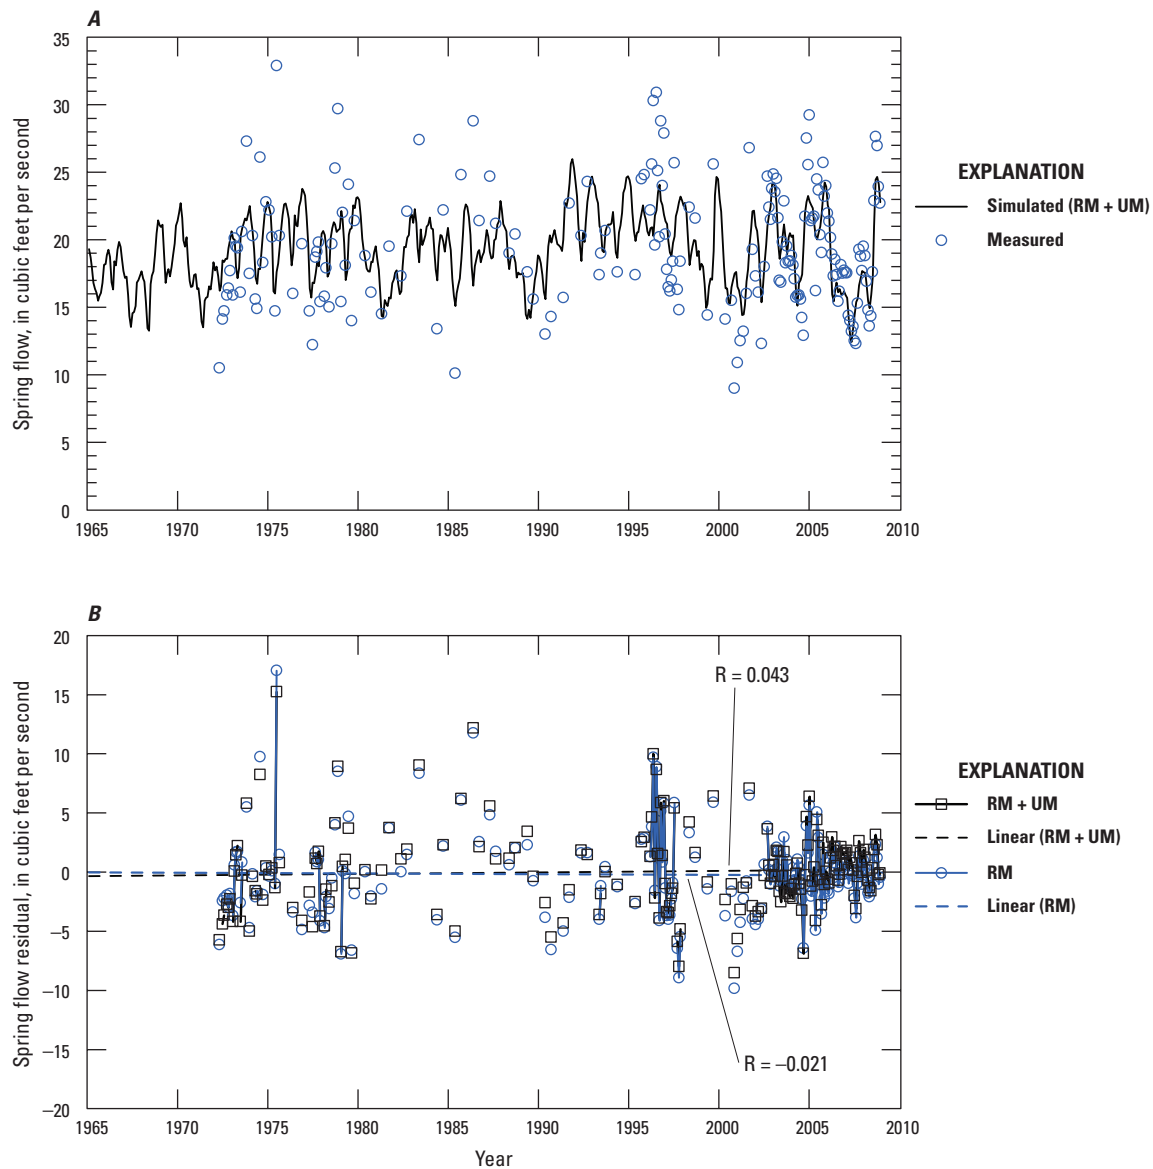 A
35
30
25
20
15
10
5
0
Spring flow, in cubic feet per second
1965 1970 1975 1980 1985 1990 1995 2000 2005 2010
EXPLANATION
Simulated (RM + UM)
Measured
B
20
15
10
5
0
−5
−10
−15
−20
Spring flow residual, in cubic feet per second
R = 0.043
R = −0.021
1965 1970 1975 1980 1985 1990 1995 2000 2005 2010
Year
EXPLANATION
RM + UM
Linear (RM + UM)
RM
Linear (RM)